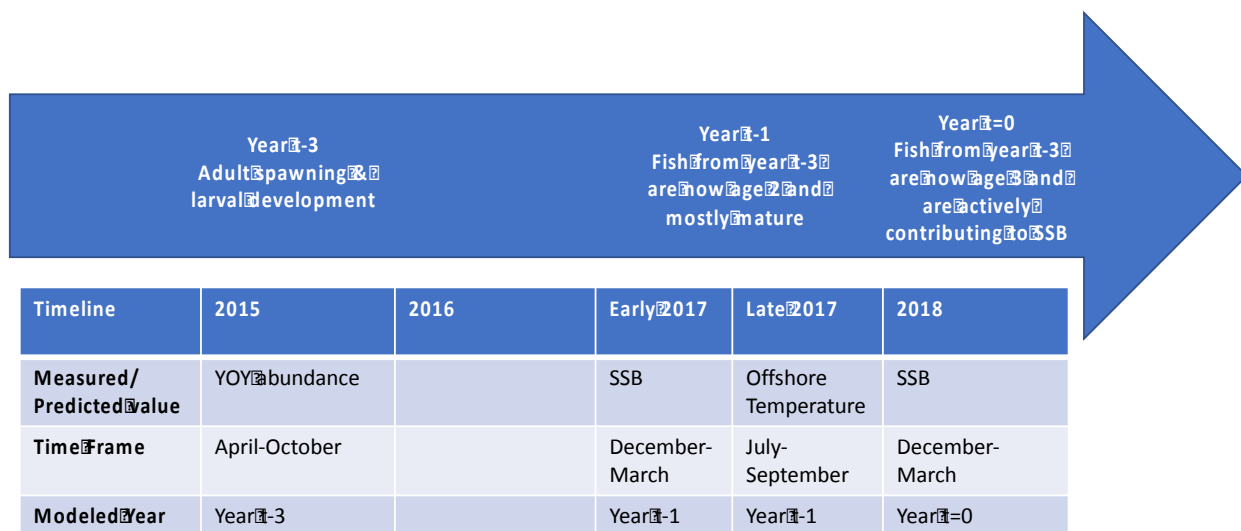 Year t-3
Adult spawning &
larval development
Year t-1
Fish from year t-3
are now age 2 and
mostly mature
Year t=0
Fish from year t-3
are now age 3 and
are actively
contributing to SSB
Timeline 2015 2016 Early 2017 Late 2017 2018
Measured/ YOY abundance SSB Offshore SSB
Predicted value Temperature
Time Frame April-October December- July- December-
March September March
Modeled Year Year t-3 Year t-1 Year t-1 Year t=0